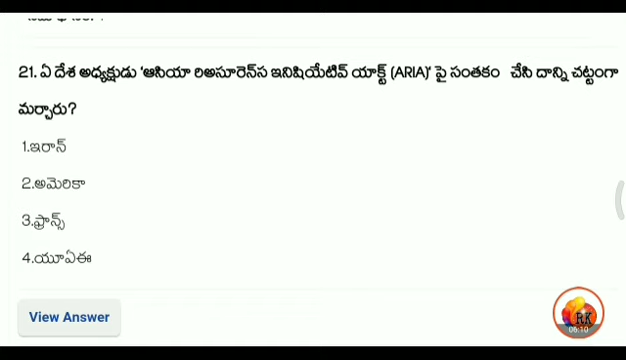 21. ఏ దేశ అధ్యక్షుడు 'ఆసియా రిఅసూరెన్‌స ఇనిషియేటివ్ యాక్ట్ (ARIA)' పై సంతకం చేసి దాన్ని చట్టంగా
మర్చారు?
1.ఇరాన్
2.అమెరికా
3.ఫ్రాన్స్
4.యూఏఈ
View Answer
RK
06:10